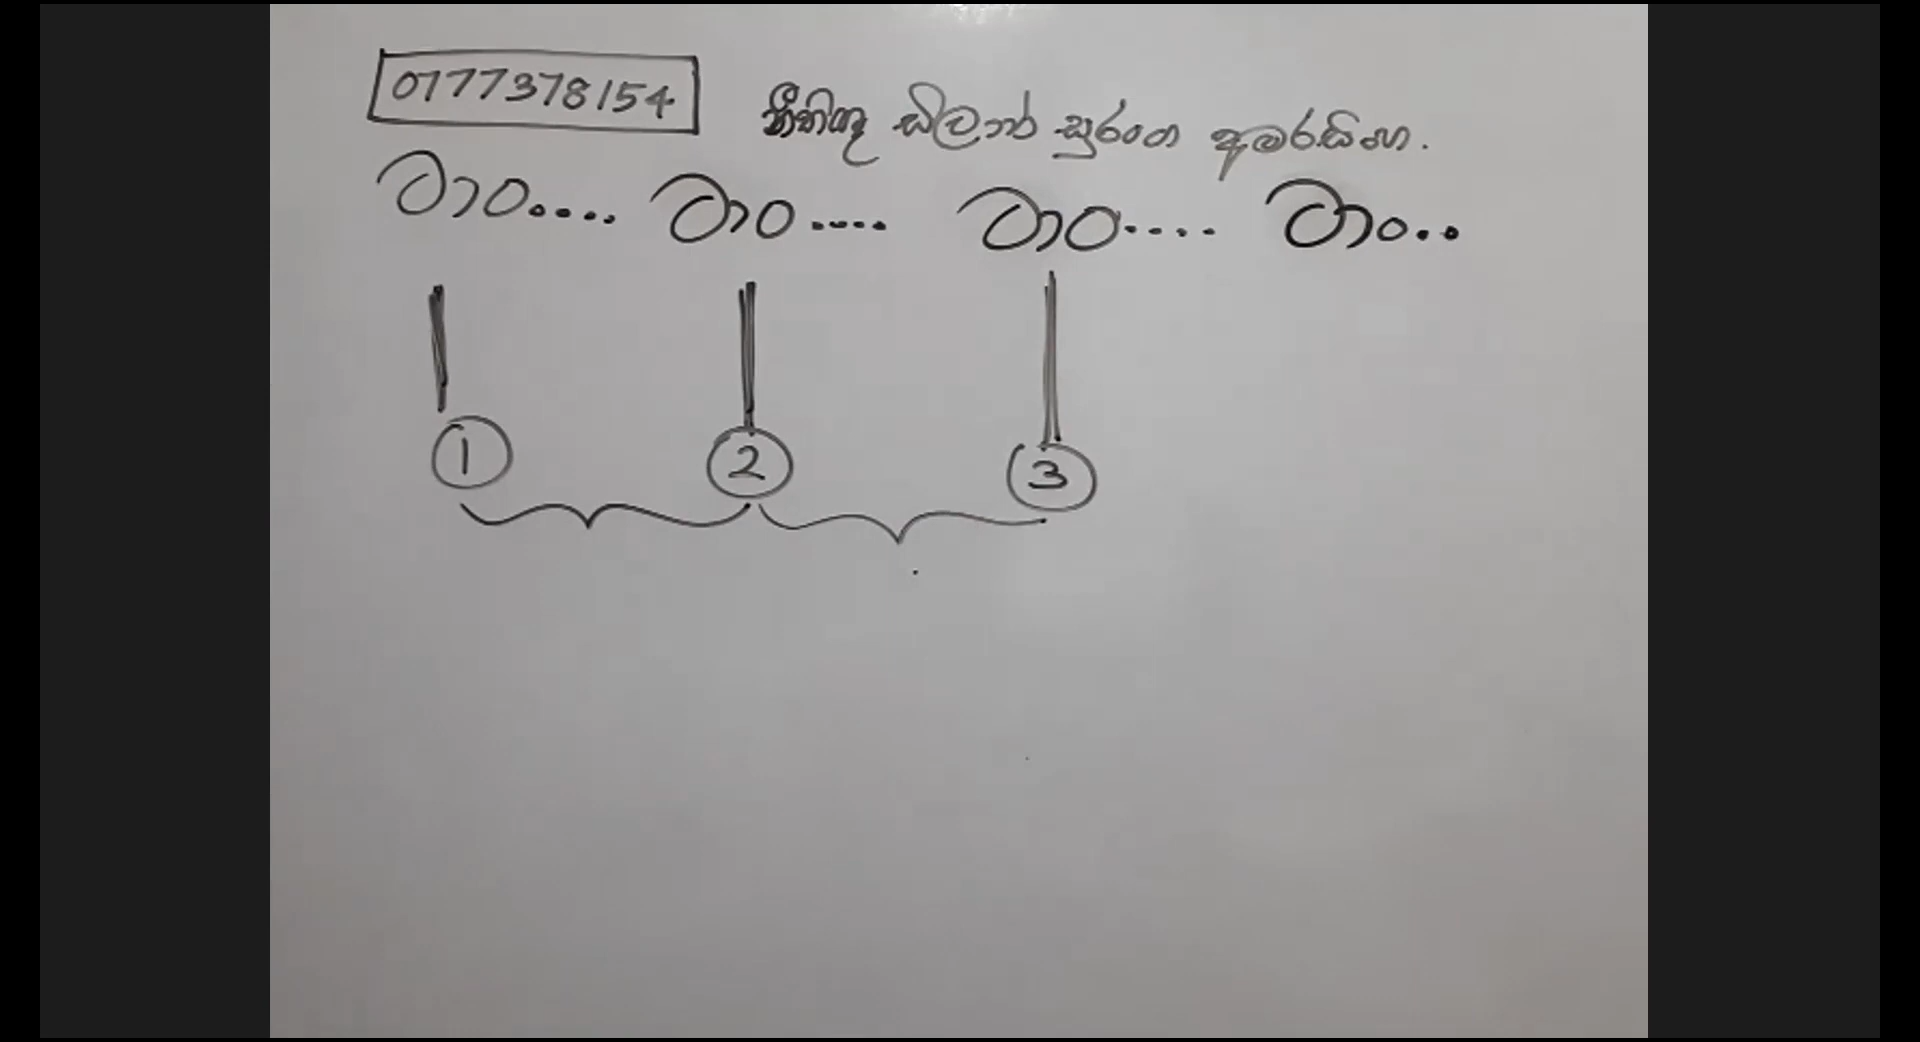 0777378154
නීතිඥ ඩිලාන් සුරංග අමරසිංහ.
ටාං.... ටාං.... ටාං.... ටාං..
1 2 3